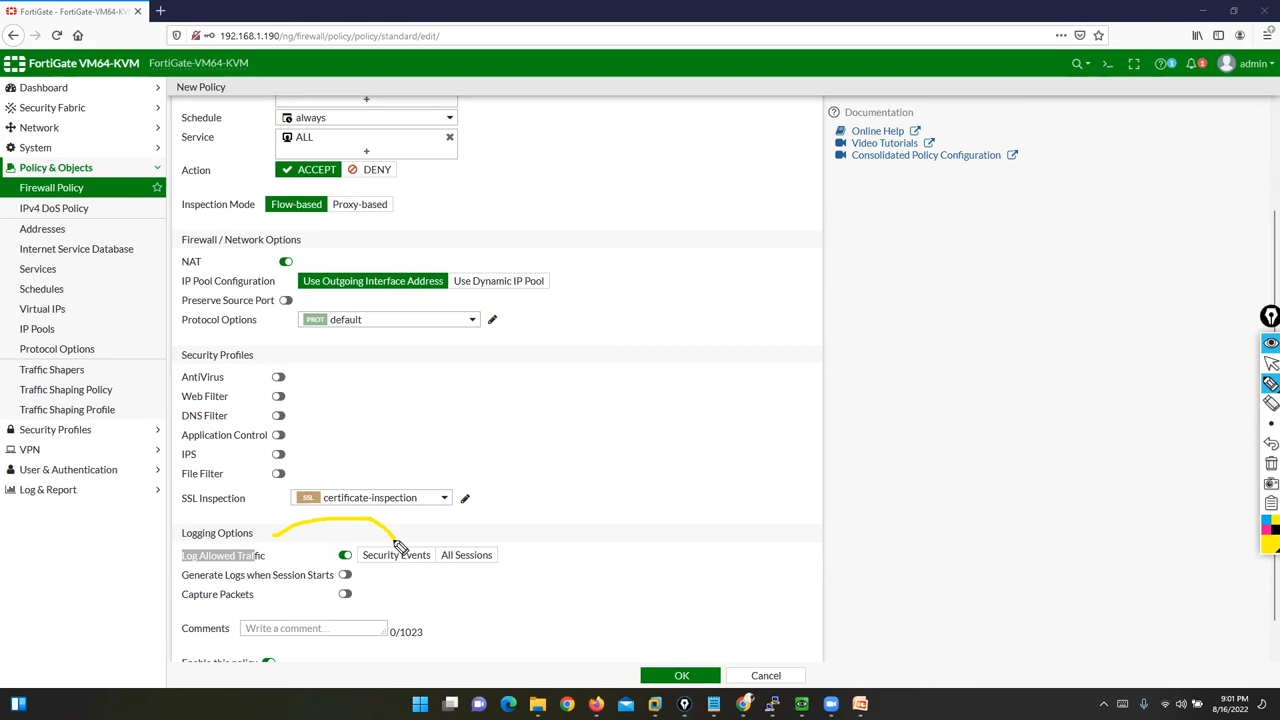 FortiGate - FortiGate-VM64-KVM
192.168.1.190/ng/firewall/policy/policy/standard/edit/
FortiGate VM64-KVM FortiGate-VM64-KVM
1 1 admin
Dashboard
Security Fabric
Network
System
Policy & Objects
Firewall Policy
IPv4 DoS Policy
Addresses
Internet Service Database
Services
Schedules
Virtual IPs
IP Pools
Protocol Options
Traffic Shapers
Traffic Shaping Policy
Traffic Shaping Profile
Security Profiles
VPN
User & Authentication
Log & Report
New Policy
+
Schedule always
Service ALL
+
Action ACCEPT DENY
Inspection Mode Flow-based Proxy-based
Firewall / Network Options
NAT
IP Pool Configuration Use Outgoing Interface Address Use Dynamic IP Pool
Preserve Source Port
Protocol Options PROT default
Security Profiles
AntiVirus
Web Filter
DNS Filter
Application Control
IPS
File Filter
SSL Inspection SSL certificate-inspection
Logging Options
Log Allowed Traffic Security Events All Sessions
Generate Logs when Session Starts
Capture Packets
Comments Write a comment... 0/1023
Enable this policy
OK Cancel
Documentation
Online Help
Video Tutorials
Consolidated Policy Configuration
9:01 PM
8/16/2022